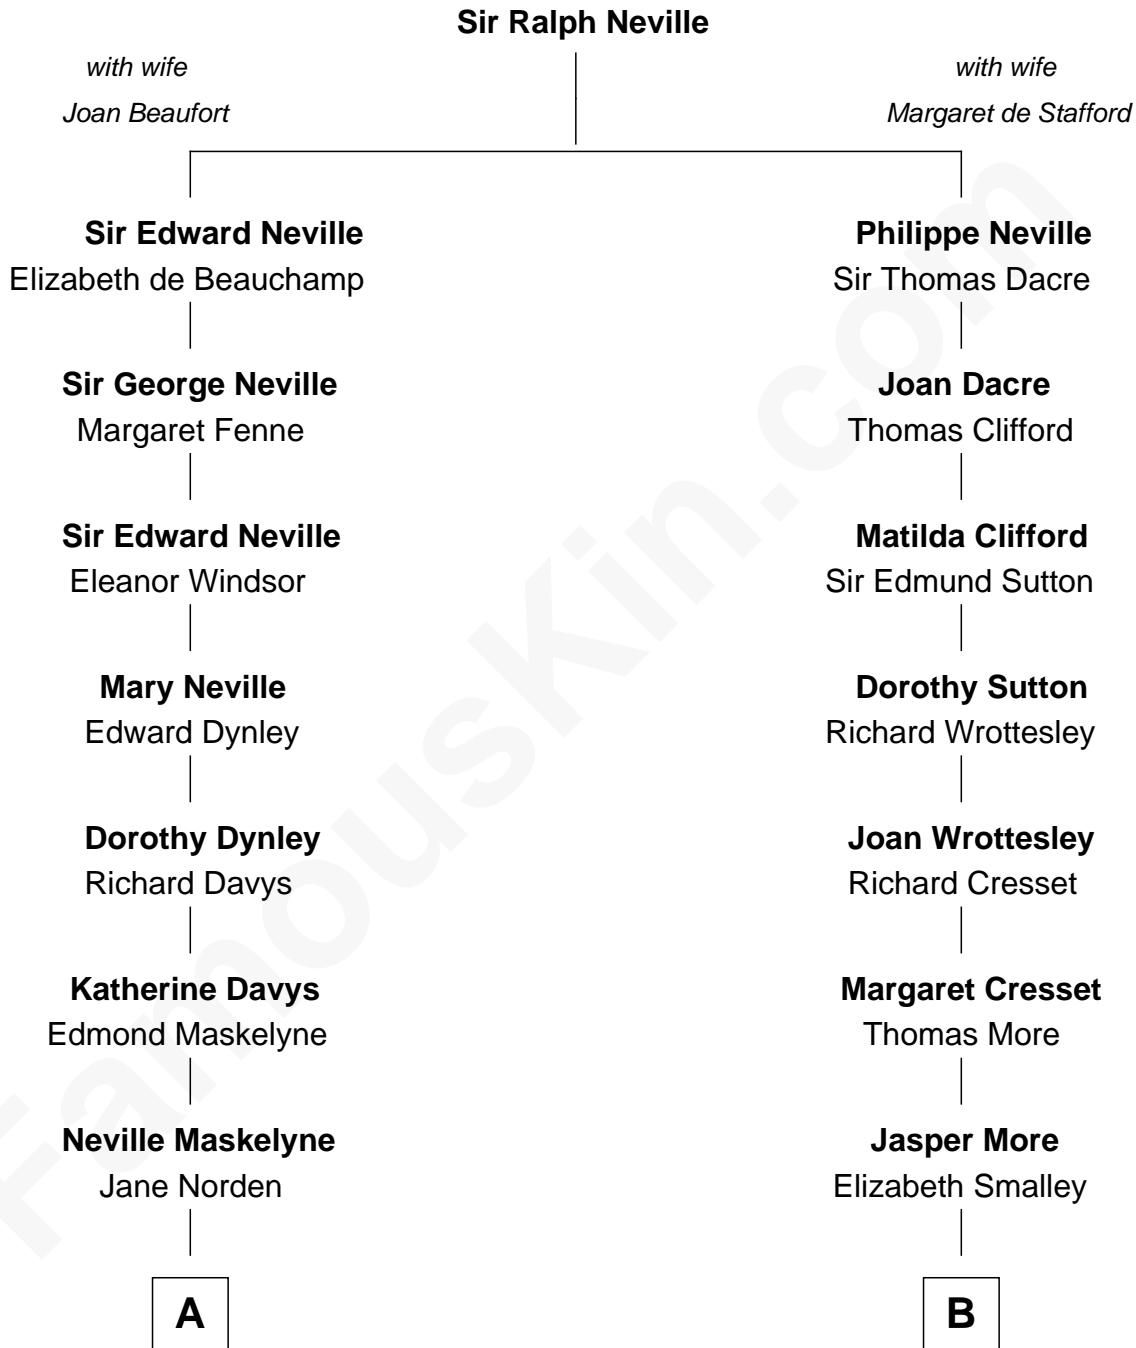 Sir Ralph Neville
with wife
Joan Beaufort
with wife
Margaret de Stafford
Sir Edward Neville
Elizabeth de Beauchamp
Philippe Neville
Sir Thomas Dacre
Sir George Neville
Margaret Fenne
Joan Dacre
Thomas Clifford
Sir Edward Neville
Eleanor Windsor
Matilda Clifford
Sir Edmund Sutton
Mary Neville
Edward Dynley
Dorothy Sutton
Richard Wrottesley
Dorothy Dynley
Richard Davys
Joan Wrottesley
Richard Cresset
Katherine Davys
Edmond Maskelyne
Margaret Cresset
Thomas More
Neville Maskelyne
Jane Norden
Jasper More
Elizabeth Smalley
A
B
FamousKin.com